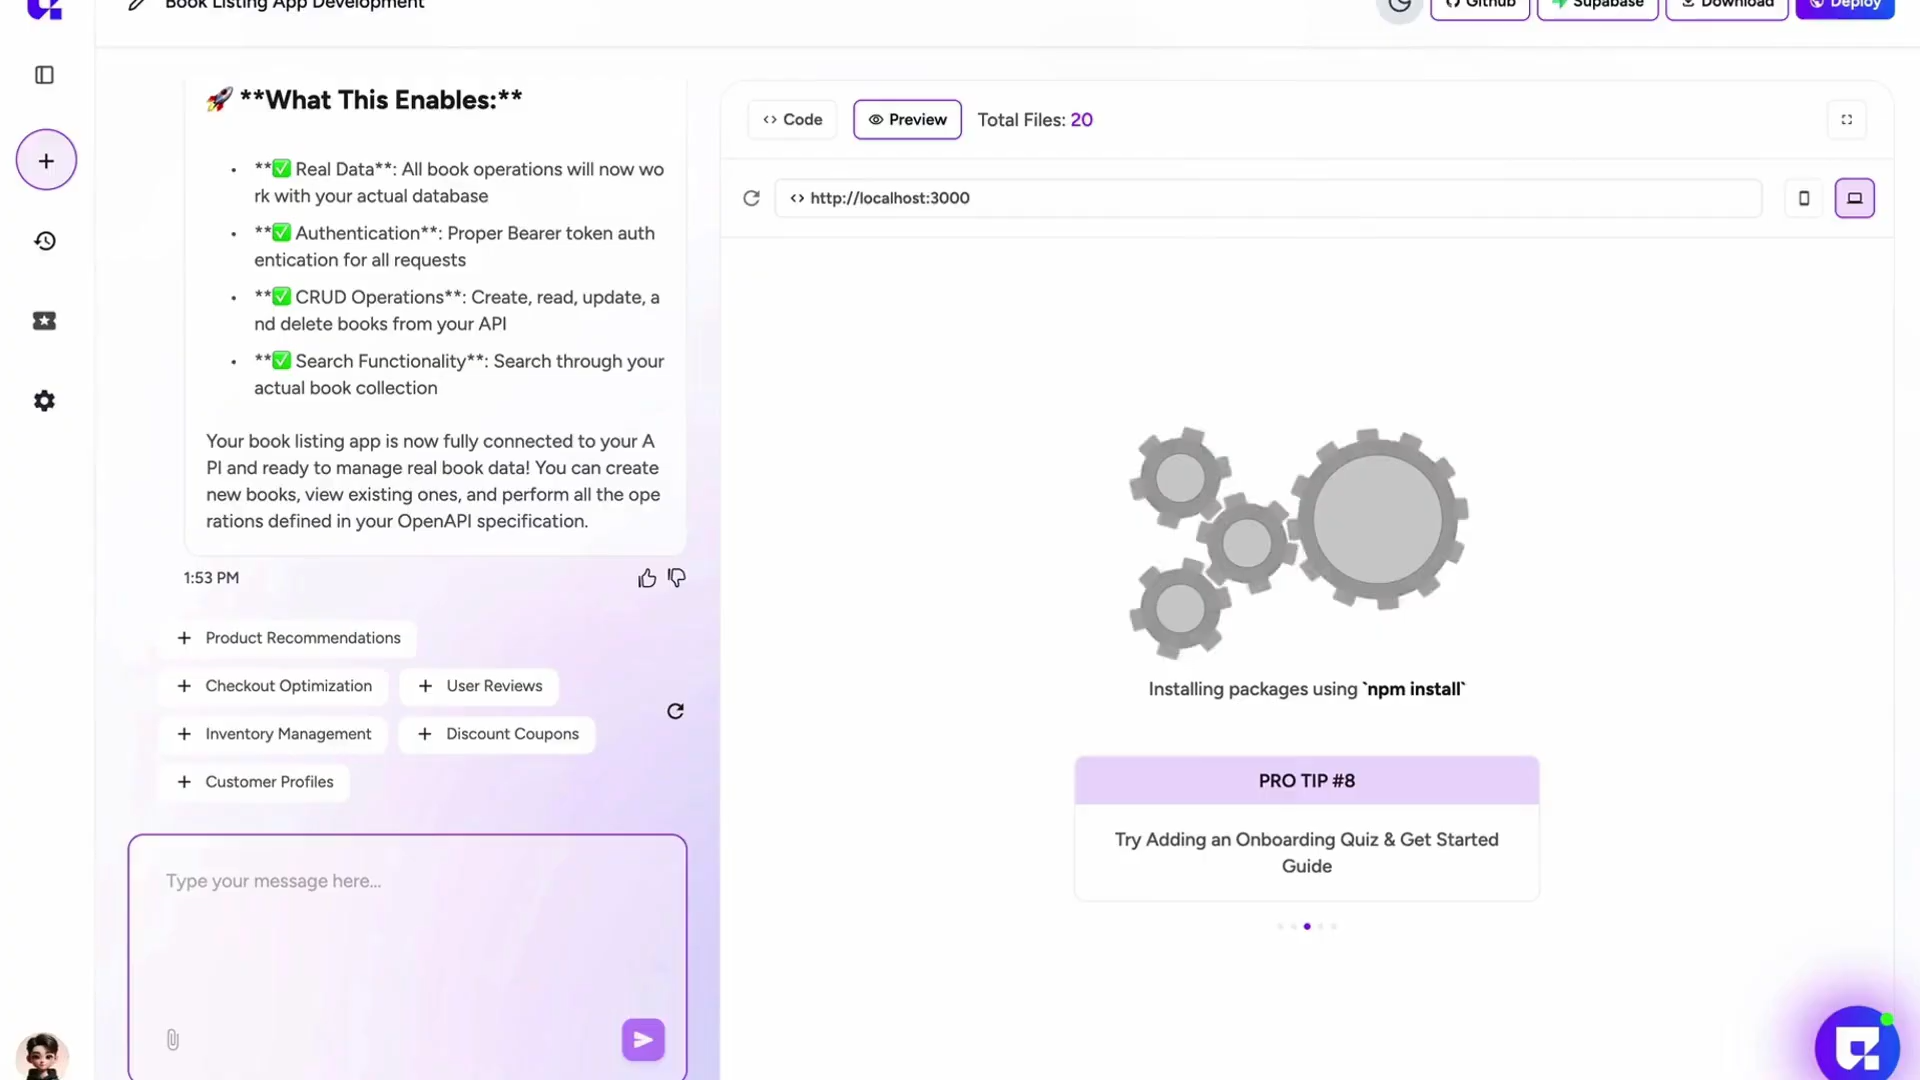 Book Listing App Development
Github
Supabase
Download
Deploy
🚀 **What This Enables:**
• **✅ Real Data**: All book operations will now wo
rk with your actual database
• **✅ Authentication**: Proper Bearer token auth
entication for all requests
• **✅ CRUD Operations**: Create, read, update, a
nd delete books from your API
• **✅ Search Functionality**: Search through your
actual book collection
Your book listing app is now fully connected to your A
PI and ready to manage real book data! You can create
new books, view existing ones, and perform all the ope
rations defined in your OpenAPI specification.
1:53 PM
+ Product Recommendations
+ Checkout Optimization
+ User Reviews
+ Inventory Management
+ Discount Coupons
+ Customer Profiles
Type your message here...
<> Code
Preview
Total Files: 20
<> http://localhost:3000
Installing packages using `npm install`
PRO TIP #8
Try Adding an Onboarding Quiz & Get Started
Guide